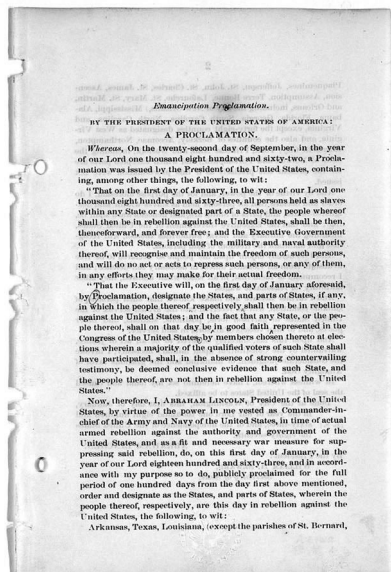 Emancipation Proclamation.
BY THE PRESIDENT OF THE UNITED STATES OF AMERICA:
A PROCLAMATION.
Whereas, On the twenty-second day of September, in the year
of our Lord one thousand eight hundred and sixty-two, a Procla-
mation was issued by the President of the United States, contain-
ing, among other things, the following, to wit:
"That on the first day of January, in the year of our Lord one
thousand eight hundred and sixty-three, all persons held as slaves
within any State or designated part of a State, the people whereof
shall then be in rebellion against the United States, shall be then,
thenceforward, and forever free; and the Executive Government
of the United States, including the military and naval authority
thereof, will recognise and maintain the freedom of such persons,
and will do no act or acts to repress such persons, or any of them,
in any efforts they may make for their actual freedom.
"That the Executive will, on the first day of January aforesaid,
by Proclamation, designate the States, and parts of States, if any,
in which the people thereof respectively shall then be in rebellion
against the United States; and the fact that any State, or the peo-
ple thereof, shall on that day be in good faith represented in the
Congress of the United States by members chosen thereto at elec-
tions wherein a majority of the qualified voters of such State shall
have participated, shall, in the absence of strong countervailing
testimony, be deemed conclusive evidence that such State, and
the people thereof, are not then in rebellion against the United
States."
Now, therefore, I, ABRAHAM LINCOLN, President of the United
States, by virtue of the power in me vested as Commander-in-
chief of the Army and Navy of the United States, in time of actual
armed rebellion against the authority and government of the
United States, and as a fit and necessary war measure for sup-
pressing said rebellion, do, on this first day of January, in the
year of our Lord eighteen hundred and sixty-three, and in accord-
ance with my purpose so to do, publicly proclaimed for the full
period of one hundred days from the day first above mentioned,
order and designate as the States, and parts of States, wherein the
people thereof, respectively, are this day in rebellion against the
United States, the following, to wit:
Arkansas, Texas, Louisiana, (except the parishes of St. Bernard,